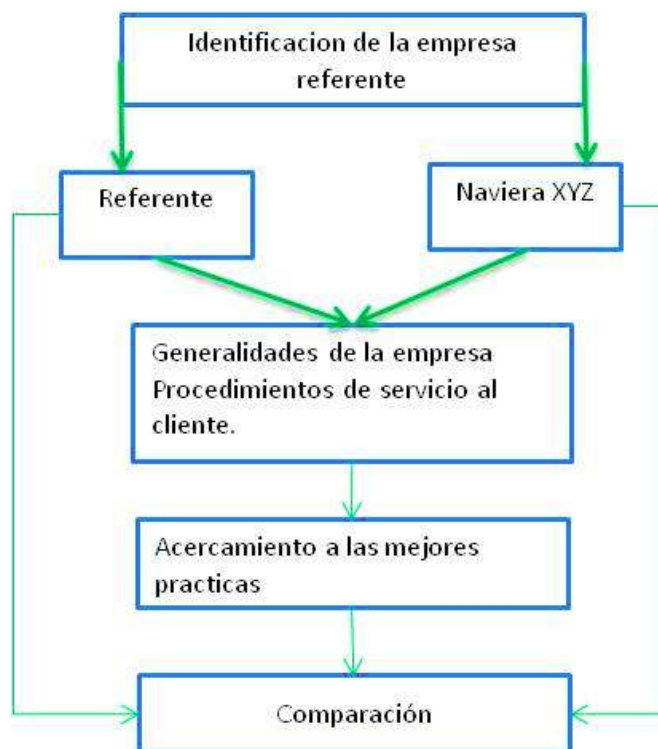 Identificacion de la empresa
referente
Referente
Naviera XYZ
Generalidades de la empresa
Procedimientos de servicio al
cliente.
Acercamiento a las mejores
practicas
Comparación